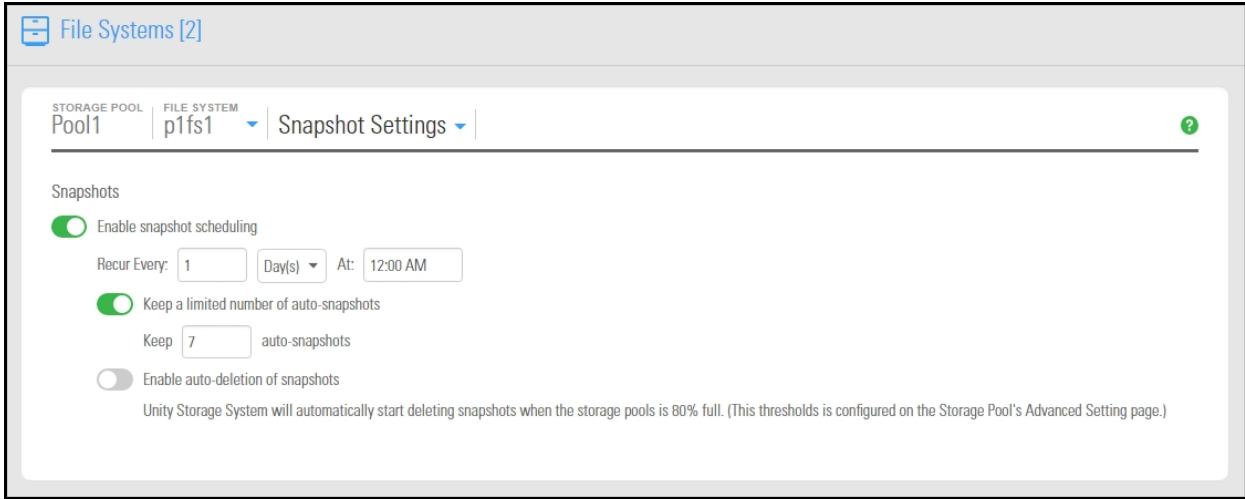 File Systems [2]
STORAGE POOL FILE SYSTEM
Pool1 p1fs1 Snapshot Settings
?
Snapshots
Enable snapshot scheduling
Recur Every: 1 Day(s) At: 12:00 AM
Keep a limited number of auto-snapshots
Keep 7 auto-snapshots
Enable auto-deletion of snapshots
Unity Storage System will automatically start deleting snapshots when the storage pools is 80% full. (This thresholds is configured on the Storage Pool's Advanced Setting page.)